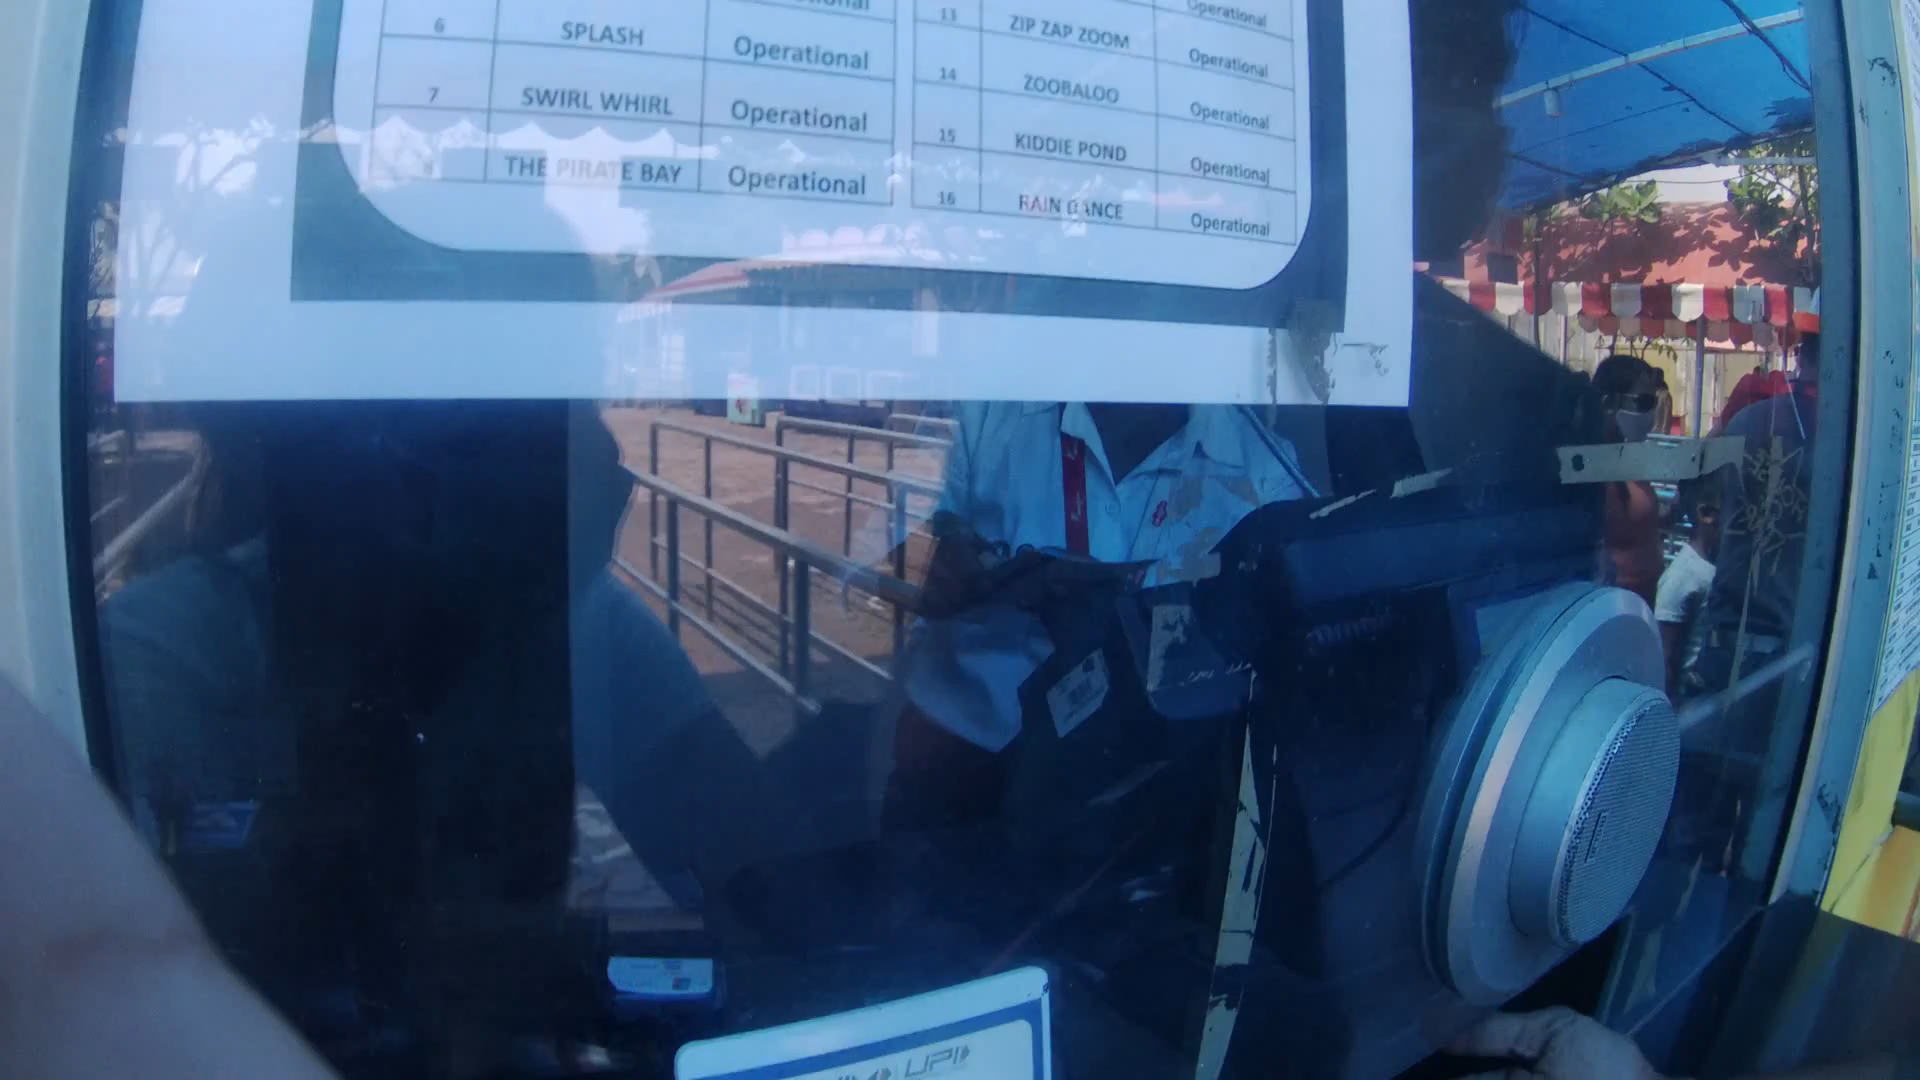 6 SPLASH Operational
7 SWIRL WHIRL Operational
THE PIRATE BAY Operational
Operational
13 ZIP ZAP ZOOM Operational
14 ZOOBALOO Operational
15 KIDDIE POND Operational
16 RAIN DANCE Operational
UPI